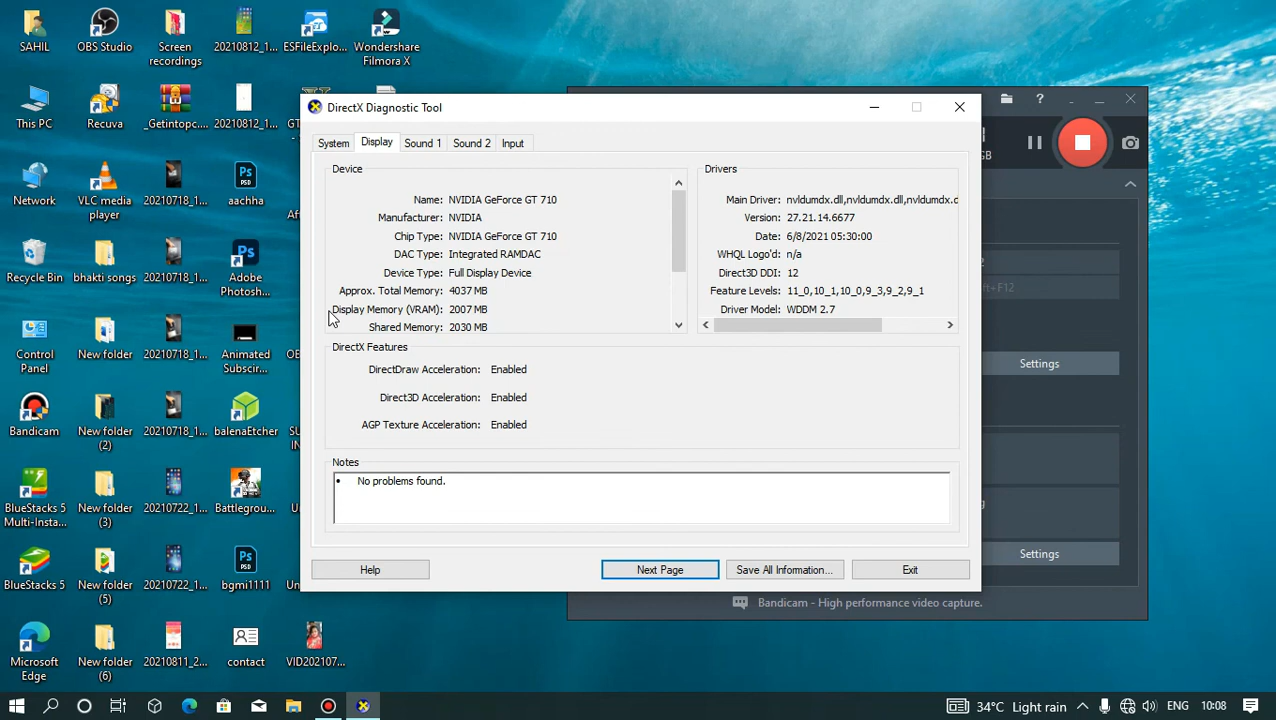 SAHIL
OBS Studio
Screen
recordings
20210812_1...
ESFileExplo...
Wondershare
Filmora X
This PC
Recuva
_Getintopc....
20210812_1...
Network
VLC media
player
20210718_1...
aachha
Recycle Bin
bhakti songs
20210718_1...
Adobe
Photosh...
Control
Panel
New folder
20210718_1...
Animated
Subscir...
Bandicam
New folder
(2)
20210718_1...
balenaEtcher
BlueStacks 5
Multi-Insta...
New folder
(3)
20210722_1...
Battlegrou...
BlueStacks 5
New folder
(5)
20210722_1...
bgmi1111
Microsoft
Edge
New folder
(6)
20210811_2...
contact
VID202107...
DirectX Diagnostic Tool
System
Display
Sound 1
Sound 2
Input
Device
Name: NVIDIA GeForce GT 710
Manufacturer: NVIDIA
Chip Type: NVIDIA GeForce GT 710
DAC Type: Integrated RAMDAC
Device Type: Full Display Device
Approx. Total Memory: 4037 MB
Display Memory (VRAM): 2007 MB
Shared Memory: 2030 MB
Drivers
Main Driver: nvldumdx.dll,nvldumdx.dll,nvldumdx.d
Version: 27.21.14.6677
Date: 6/8/2021 05:30:00
WHQL Logo'd: n/a
Direct3D DDI: 12
Feature Levels: 11_0,10_1,10_0,9_3,9_2,9_1
Driver Model: WDDM 2.7
DirectX Features
DirectDraw Acceleration: Enabled
Direct3D Acceleration: Enabled
AGP Texture Acceleration: Enabled
Notes
• No problems found.
Help
Next Page
Save All Information...
Exit
GB
ft+F12
Settings
Settings
Bandicam - High performance video capture.
34°C Light rain
ENG
10:08